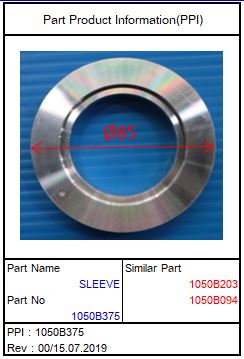 Part Product Information(PPI)
Ø85
Part Name
SLEEVE
Similar Part
1050B203
Part No
1050B094
1050B375
PPI : 1050B375
Rev : 00/15.07.2019